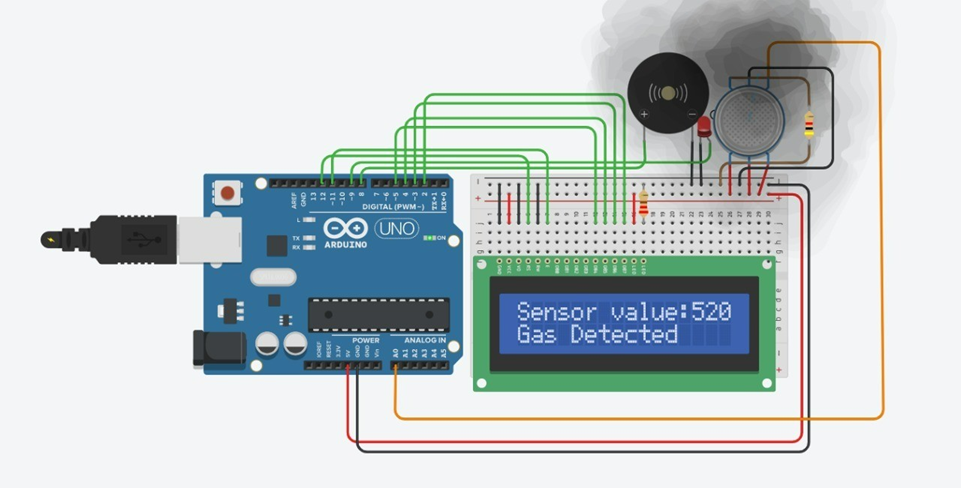 AREF
GND
13
12
~11
~10
~9
8
7
~6
~5
4
~3
2
TX→1
RX←0
DIGITAL (PWM~)
L
TX
RX
UNO
ON
ARDUINO
POWER
ANALOG IN
IOREF
RESET
3.3V
5V
GND
GND
Vin
A0
A1
A2
A3
A4
A5
+
−
Sensor value:520
Gas Detected